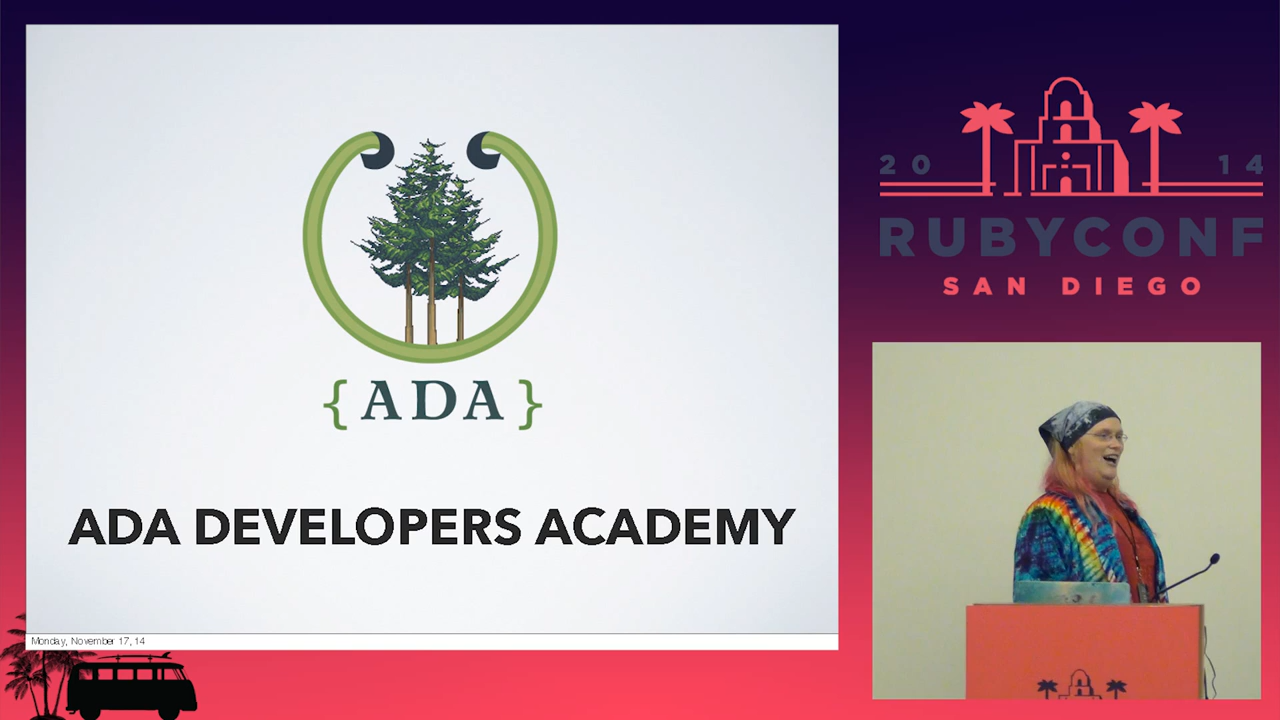 {ADA}
ADA DEVELOPERS ACADEMY
Monday, November 17, 14
20 14
RUBYCONF
SAN DIEGO